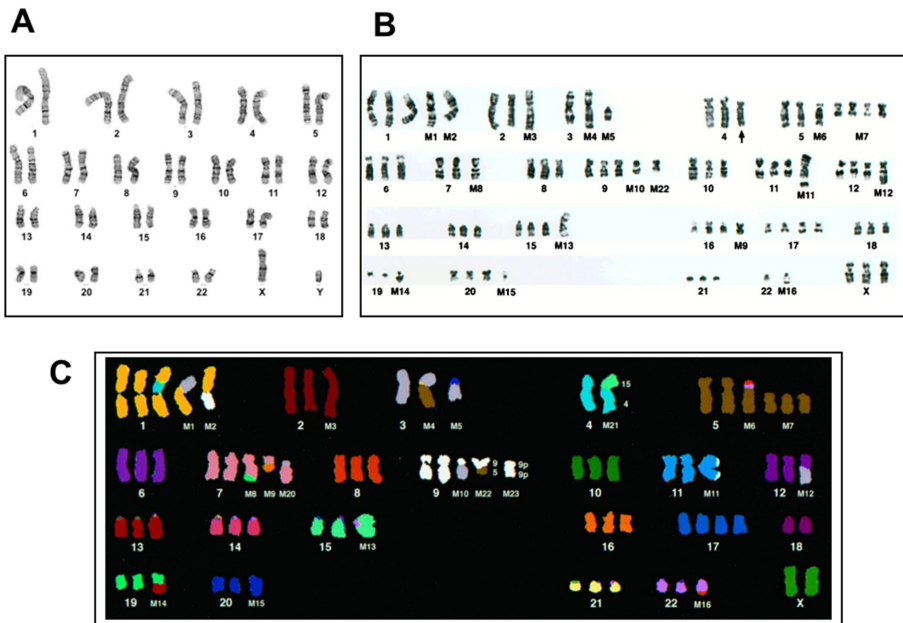 A
B
1 2 3 4 5
6 7 8 9 10 11 12
13 14 15 16 17 18
19 20 21 22 X Y
1 M1 M2 2 M3 3 M4 M5 4 5 M6 M7
6 7 M8 8 9 M10 M22 10 11 M11 12 M12
13 14 15 M13 16 M9 17 18
19 M14 20 M15 21 22 M16 X
C
15
4
1 M1 M2 2 M3 3 M4 M5 4 M21 5 M6 M7
9 9p
5 9p
6 7 M8 M9 M20 8 9 M10 M22 M23 10 11 M11 12 M12
13 14 15 M13 16 17 18
19 M14 20 M15 21 22 M16 X